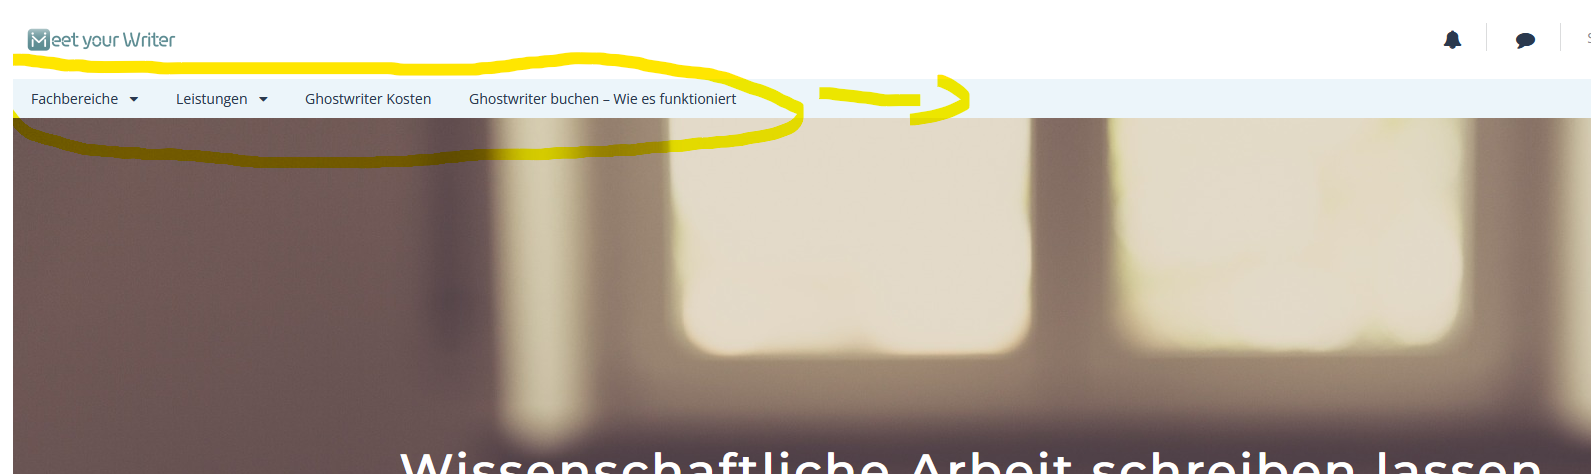 Meet your Writer
Fachbereiche Leistungen Ghostwriter Kosten Ghostwriter buchen – Wie es funktioniert
Wissenschaftliche Arbeit schreiben lassen